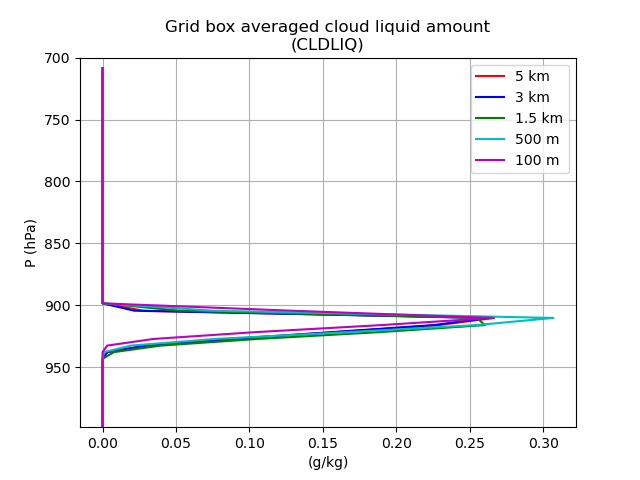 Grid box averaged cloud liquid amount
(CLDLIQ)
700
750
800
850
900
950
P (hPa)
5 km
3 km
1.5 km
500 m
100 m
0.00
0.05
0.10
0.15
0.20
0.25
0.30
(g/kg)